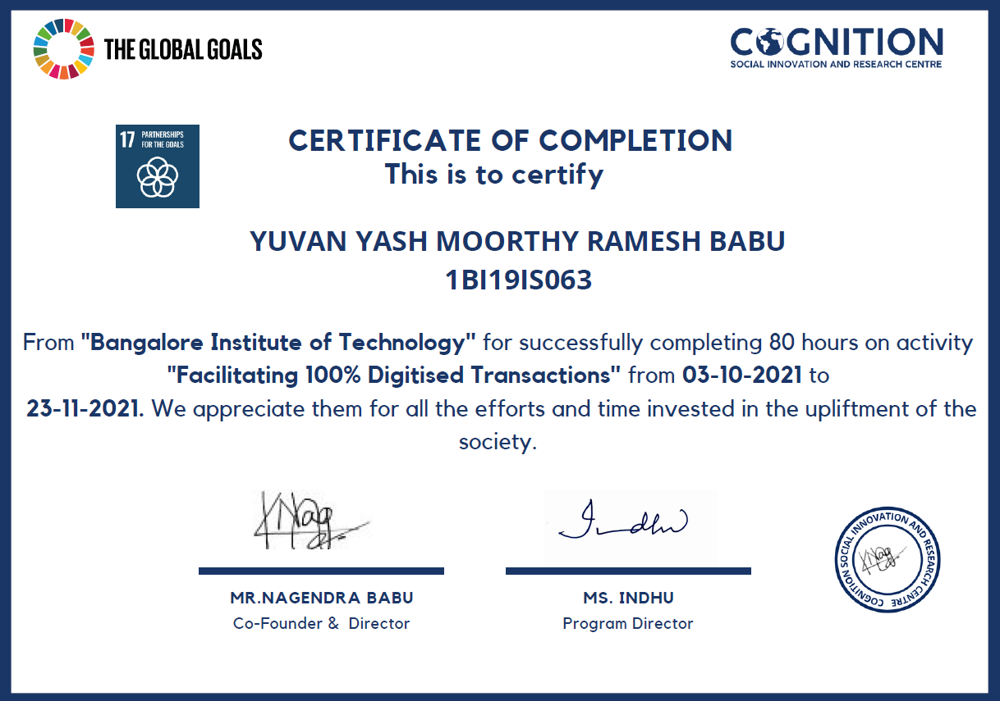 THE GLOBAL GOALS
COGNITION
SOCIAL INNOVATION AND RESEARCH CENTRE
17 PARTNERSHIPS
FOR THE GOALS
CERTIFICATE OF COMPLETION
This is to certify
YUVAN YASH MOORTHY RAMESH BABU
1BI19IS063
From "Bangalore Institute of Technology" for successfully completing 80 hours on activity
"Facilitating 100% Digitised Transactions" from 03-10-2021 to
23-11-2021. We appreciate them for all the efforts and time invested in the upliftment of the
society.
KNag
Indhu
MR.NAGENDRA BABU
Co-Founder & Director
MS. INDHU
Program Director
COGNITION SOCIAL INNOVATION AND RESEARCH CENTRE
KNag